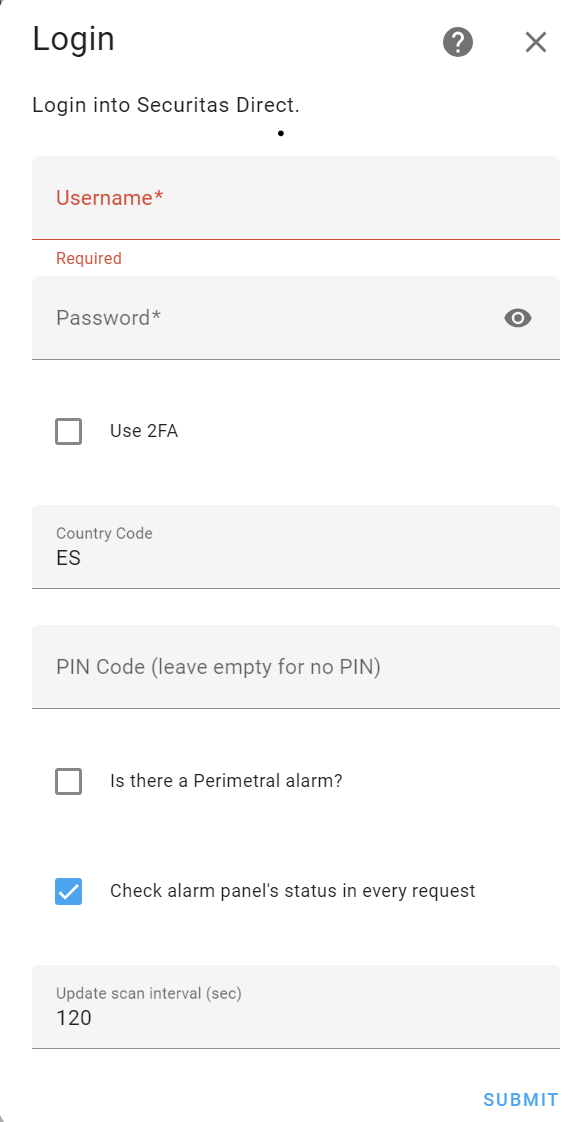 Login
Login into Securitas Direct.
Username*
Required
Password*
Use 2FA
Country Code
ES
PIN Code (leave empty for no PIN)
Is there a Perimetral alarm?
Check alarm panel's status in every request
Update scan interval (sec)
120
SUBMIT